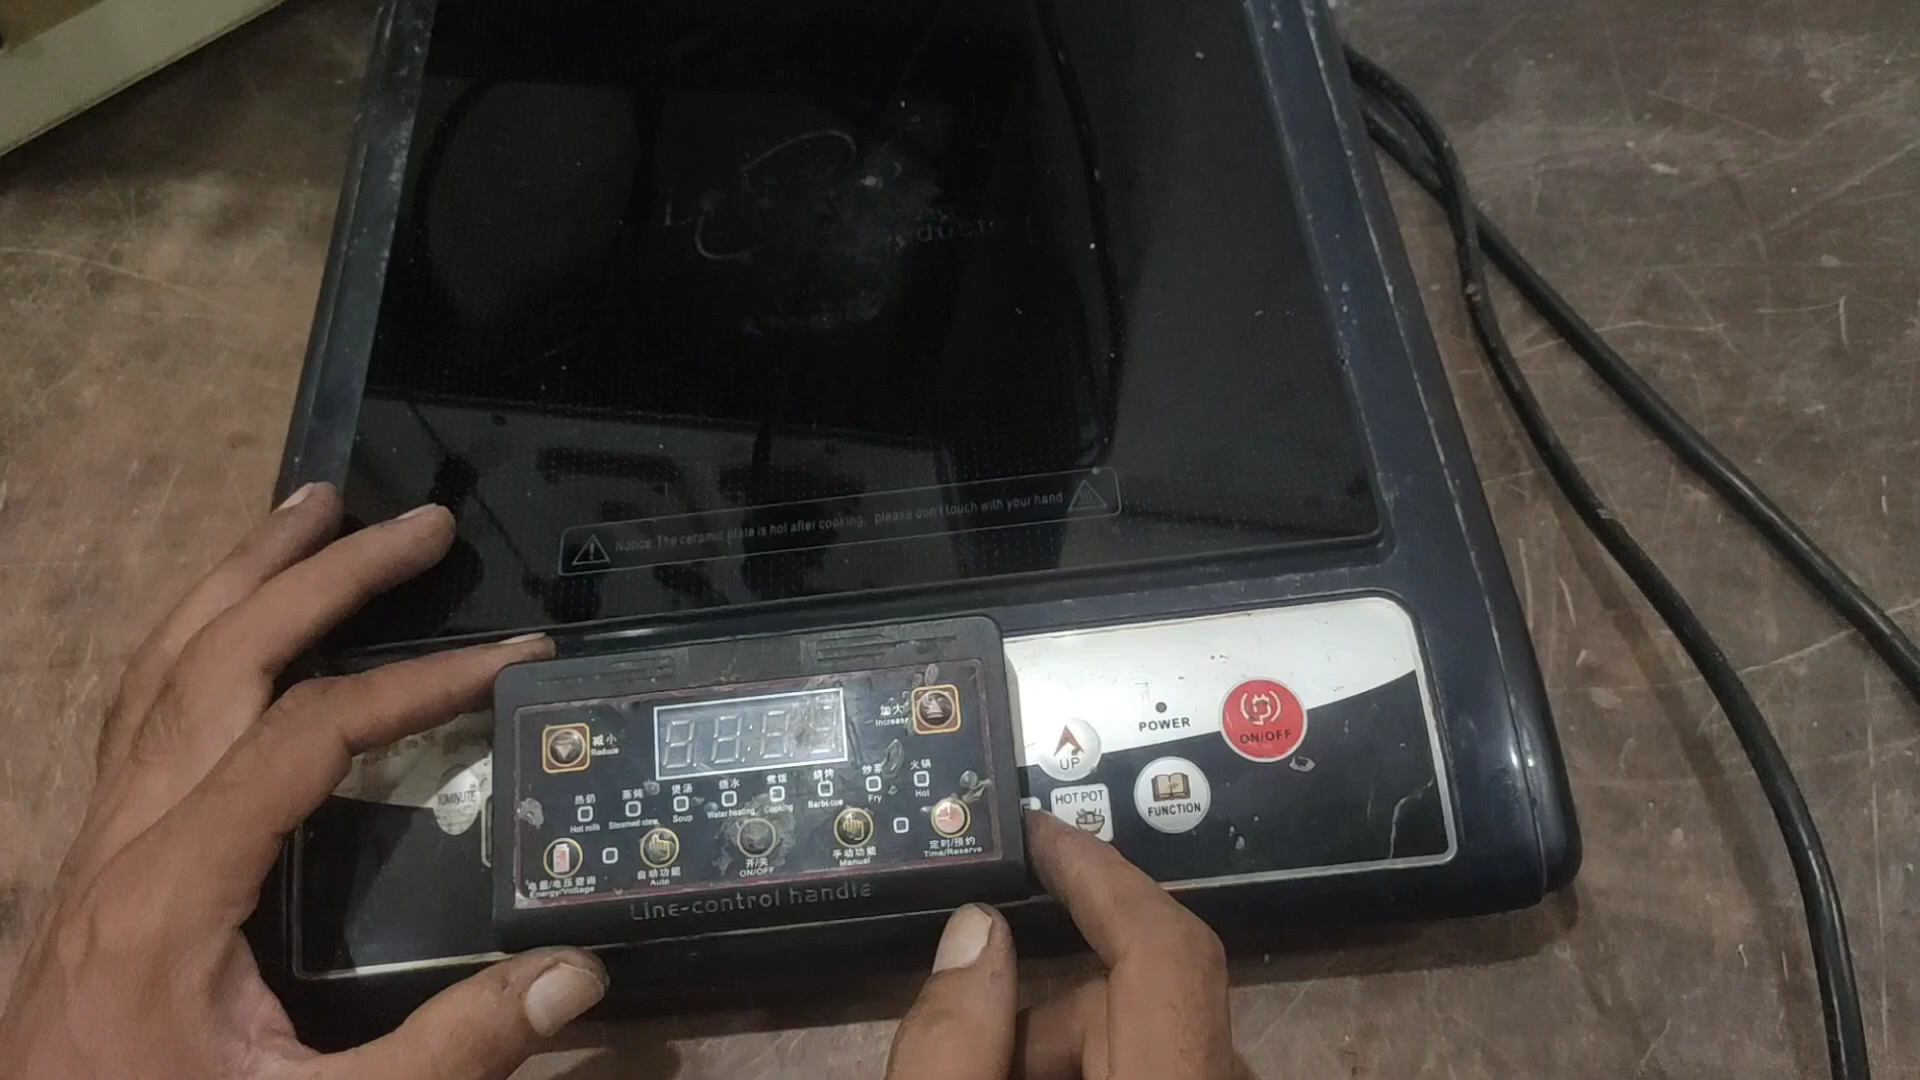 Notice:The ceramic plate is hot after cooking, please don't touch with your hand
减小
Reduce
加大
Increase
热奶
Hot milk
蒸炖
Steamed stew
煲汤
Soup
烧水
Water heating
煮饭
Cooking
烧烤
Barbecue
炒菜
Fry
火锅
Hot
电量/电压查询
Energy/Voltage
自动功能
Auto
开/关
ON/OFF
手动功能
Manual
定时/预约
Time/Reserve
Line-control handle
UP
POWER
ON/OFF
HOT POT
FUNCTION